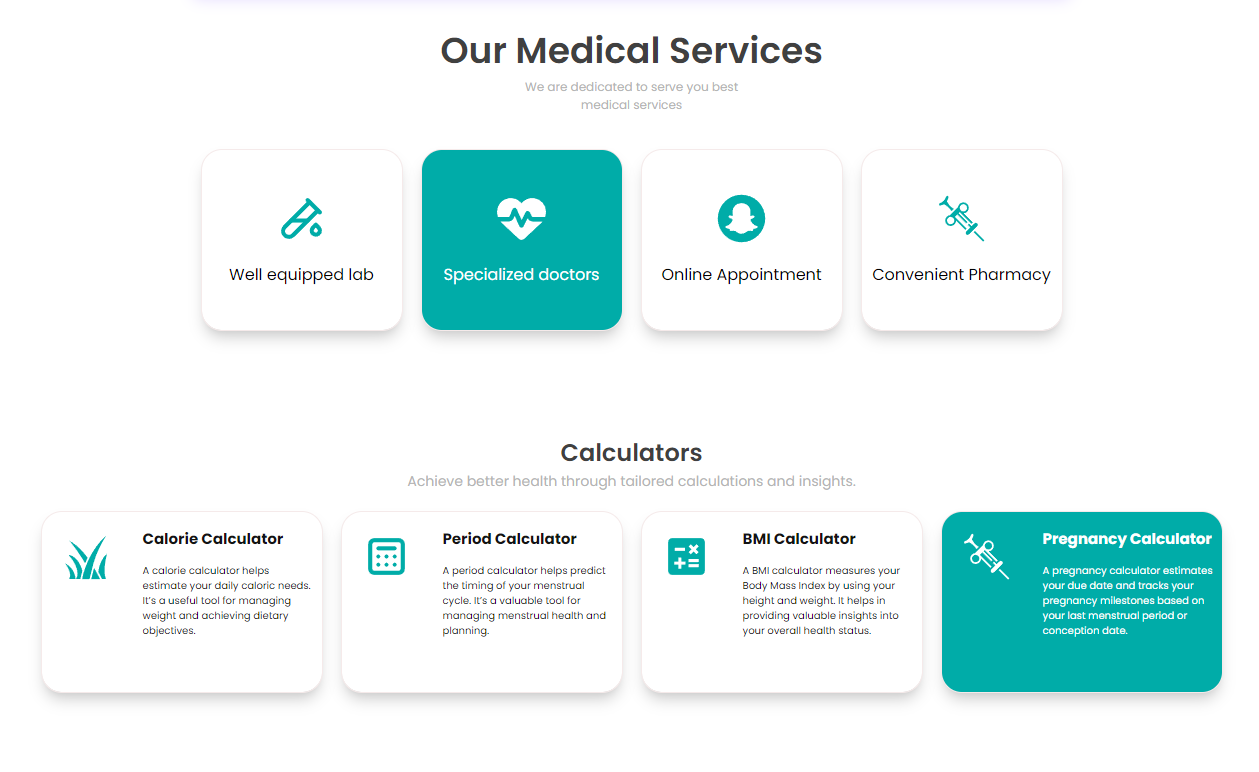 Our Medical Services
We are dedicated to serve you best
medical services
Well equipped lab
Specialized doctors
Online Appointment
Convenient Pharmacy
Calculators
Achieve better health through tailored calculations and insights.
Calorie Calculator
A calorie calculator helps
estimate your daily caloric needs.
It's a useful tool for managing
weight and achieving dietary
objectives.
Period Calculator
A period calculator helps predict
the timing of your menstrual
cycle. It's a valuable tool for
managing menstrual health and
planning.
BMI Calculator
A BMI calculator measures your
Body Mass Index by using your
height and weight. It helps in
providing valuable insights into
your overall health status.
Pregnancy Calculator
A pregnancy calculator estimates
your due date and tracks your
pregnancy milestones based on
your last menstrual period or
conception date.